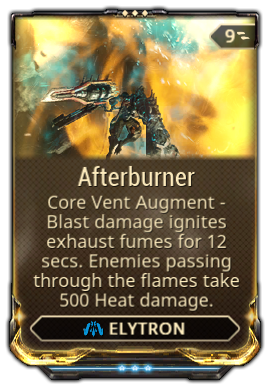 9
Afterburner
Core Vent Augment -
Blast damage ignites
exhaust fumes for 12
secs. Enemies passing
through the flames take
500 Heat damage.
ELYTRON